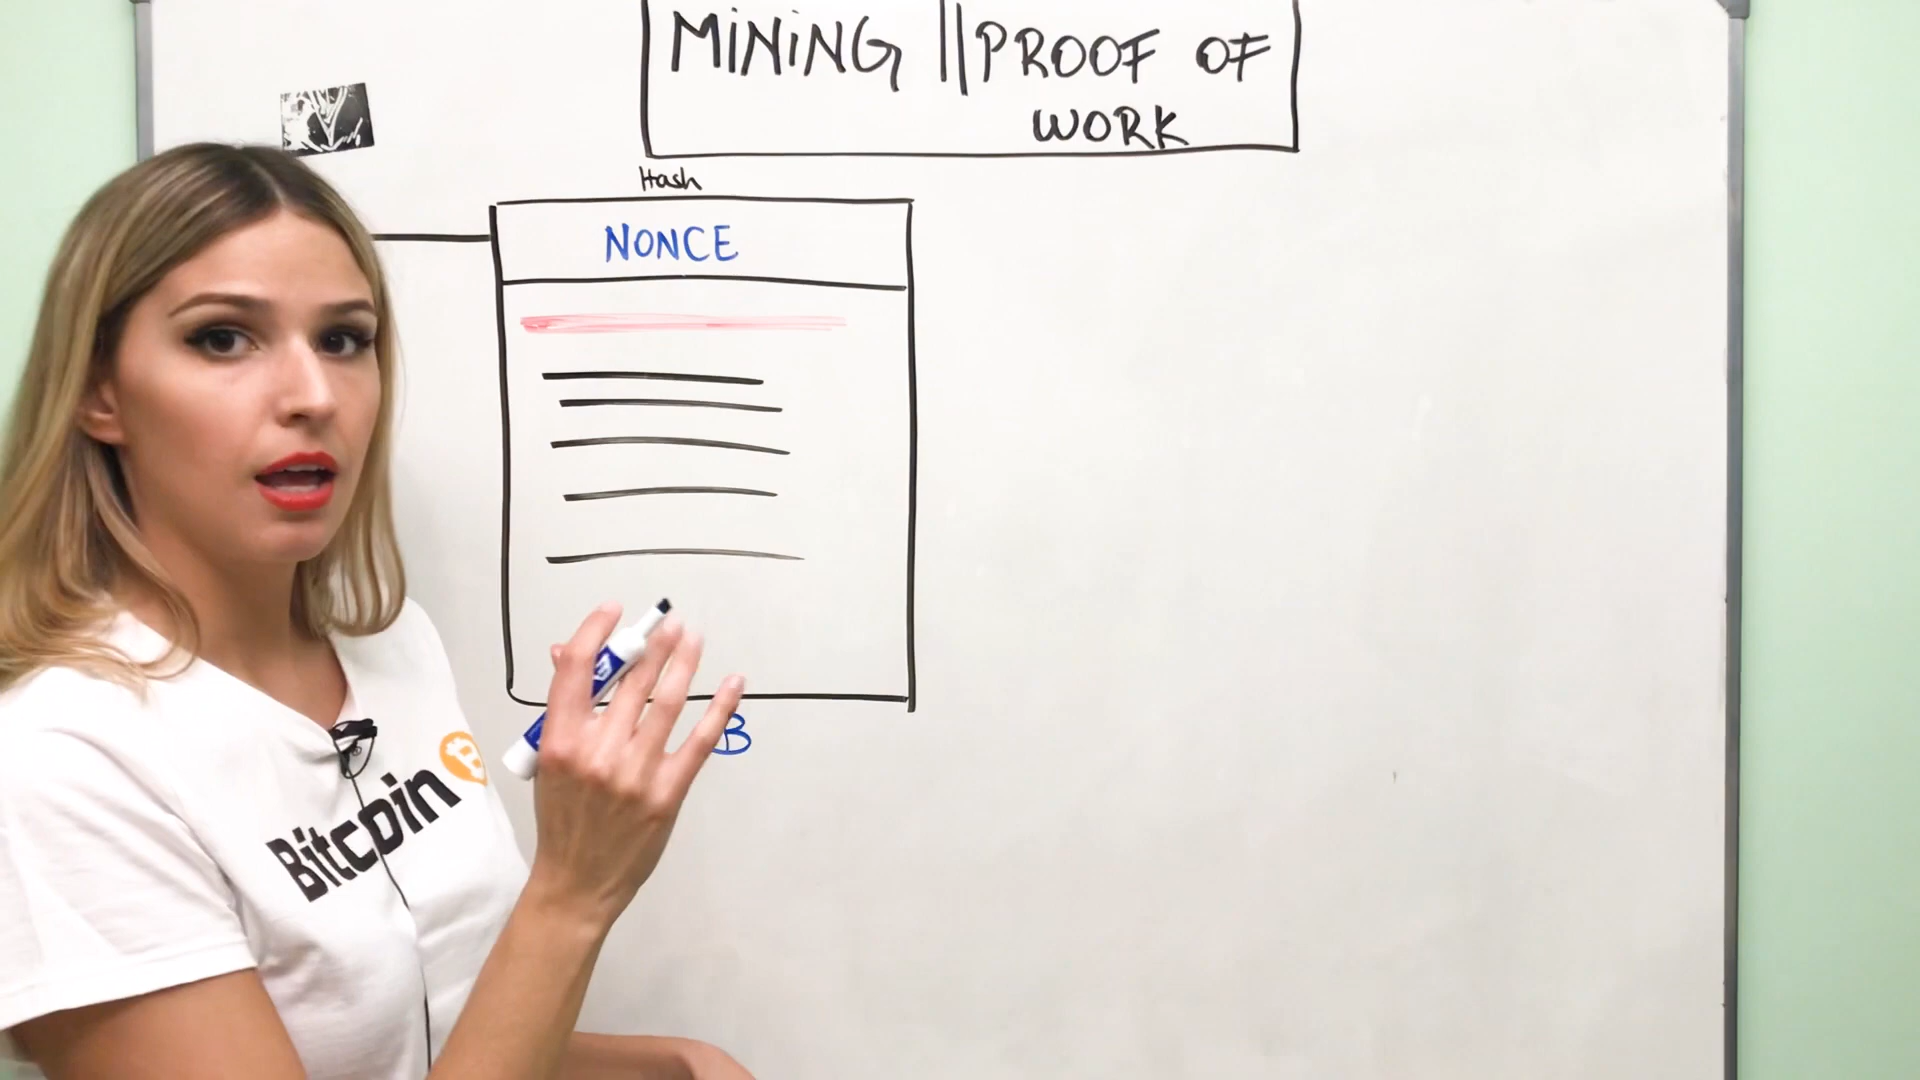 MiNiNG || PROOF OF
WORK
Hash
NONCE
B
Bitcoin